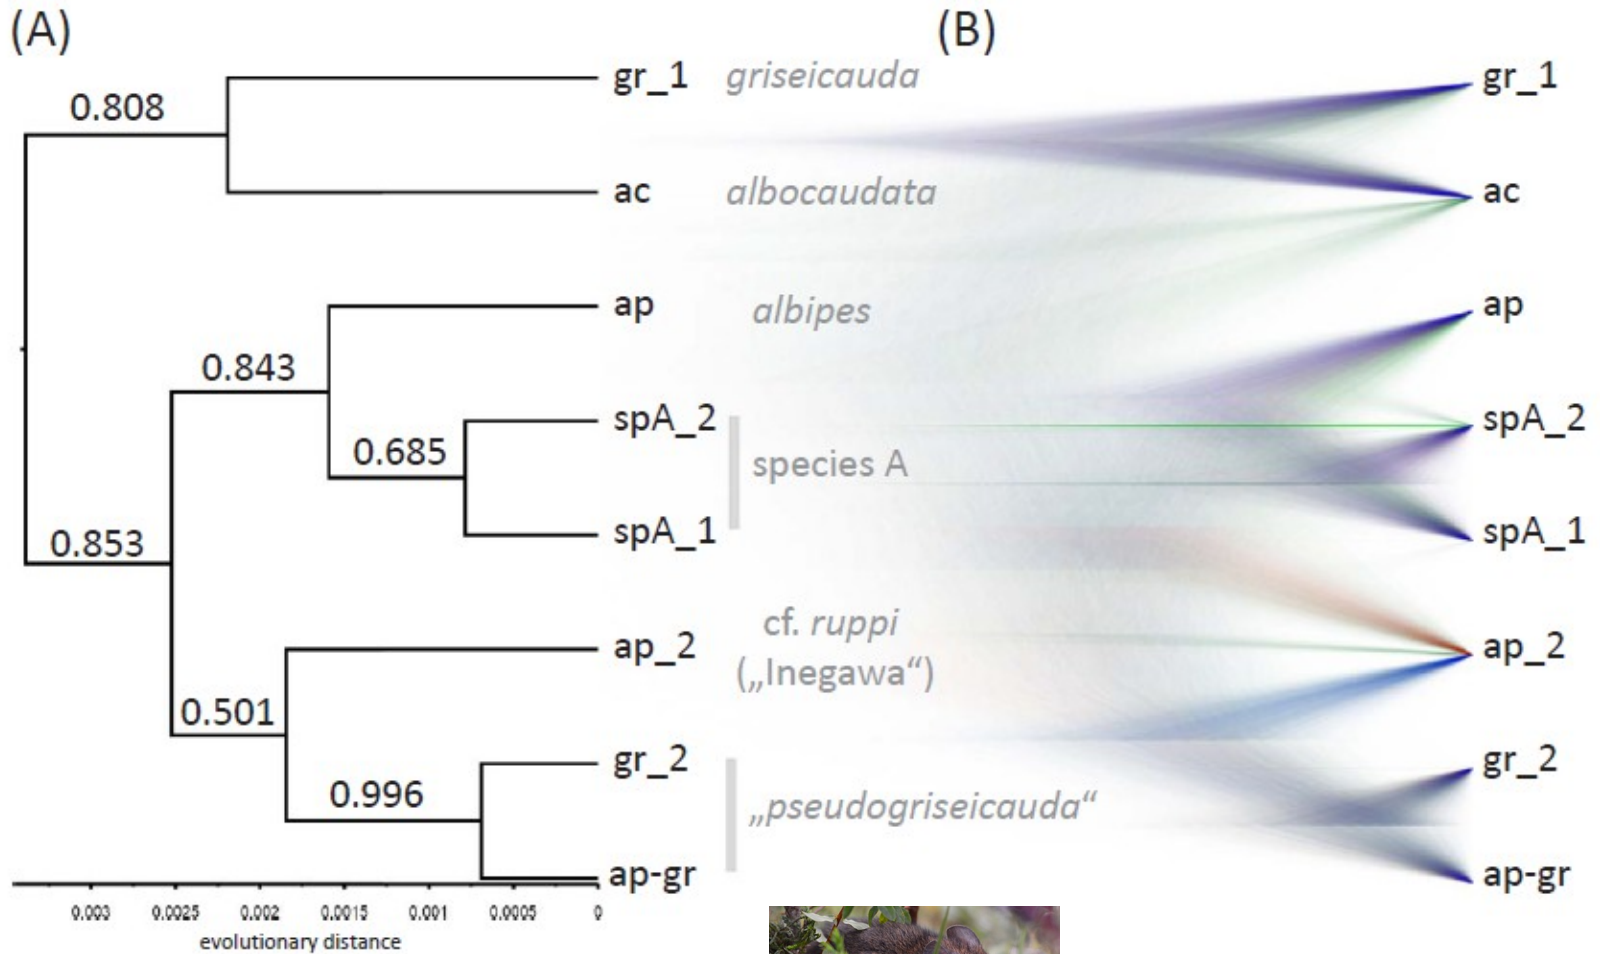 (A)
(B)
gr_1 griseicauda gr_1
0.808
ac albocaudata ac
ap albipes ap
0.843
spA_2 spA_2
0.685
species A
spA_1 spA_1
0.853
cf. ruppi
ap_2 ap_2
(„Inegawa“)
0.501
gr_2 gr_2
0.996
„pseudogriseicauda“
ap-gr ap-gr
0.003 0.0025 0.002 0.0015 0.001 0.0005 0
evolutionary distance